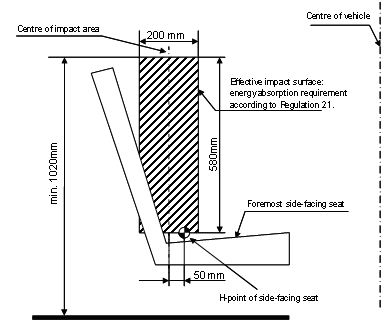 Centre of vehicle
200 mm
Centre of impact area
Effective impact surface:
energy absorption requirement
according to Regulation 21.
min. 1020mm
580mm
Foremost side-facing seat
50 mm
H-point of side-facing seat